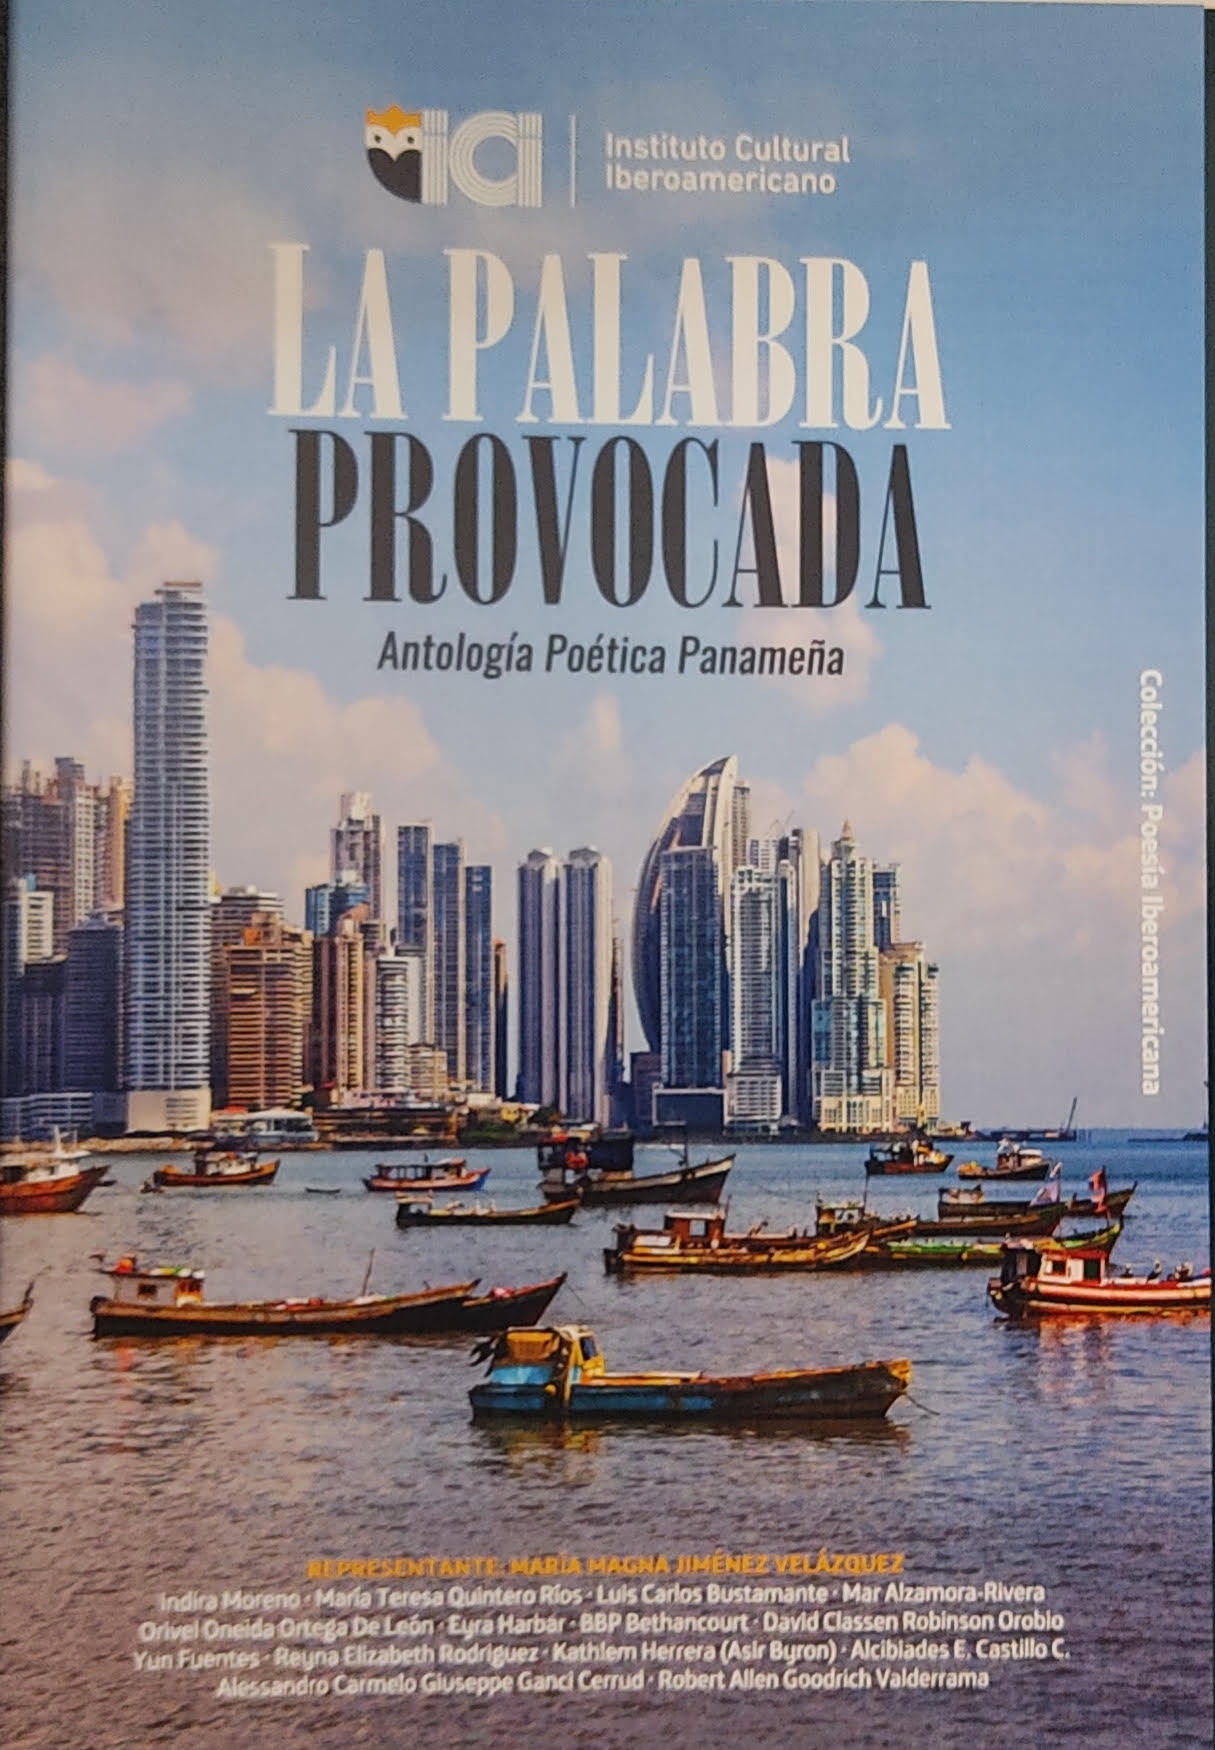 ici
Instituto Cultural
Iberoamericano
LA PALABRA
PROVOCADA
Antología Poética Panameña
Colección: Poesía Iberoamericana
REPRESENTANTE: MARÍA MAGNA JIMÉNEZ VELÁZQUEZ
Indira Moreno · María Teresa Quintero Ríos · Luis Carlos Bustamante · Mar Alzamora-Rivera
Orivel Oneida Ortega De León · Eyra Harbar · BBP Bethancourt · David Classen Robinson Orobio
Yun Fuentes · Reyna Elizabeth Rodríguez · Kathlem Herrera (Asir Byron) · Alcibiades E. Castillo C.
Alessandro Carmelo Giuseppe Ganci Cerrud · Robert Allen Goodrich Valderrama